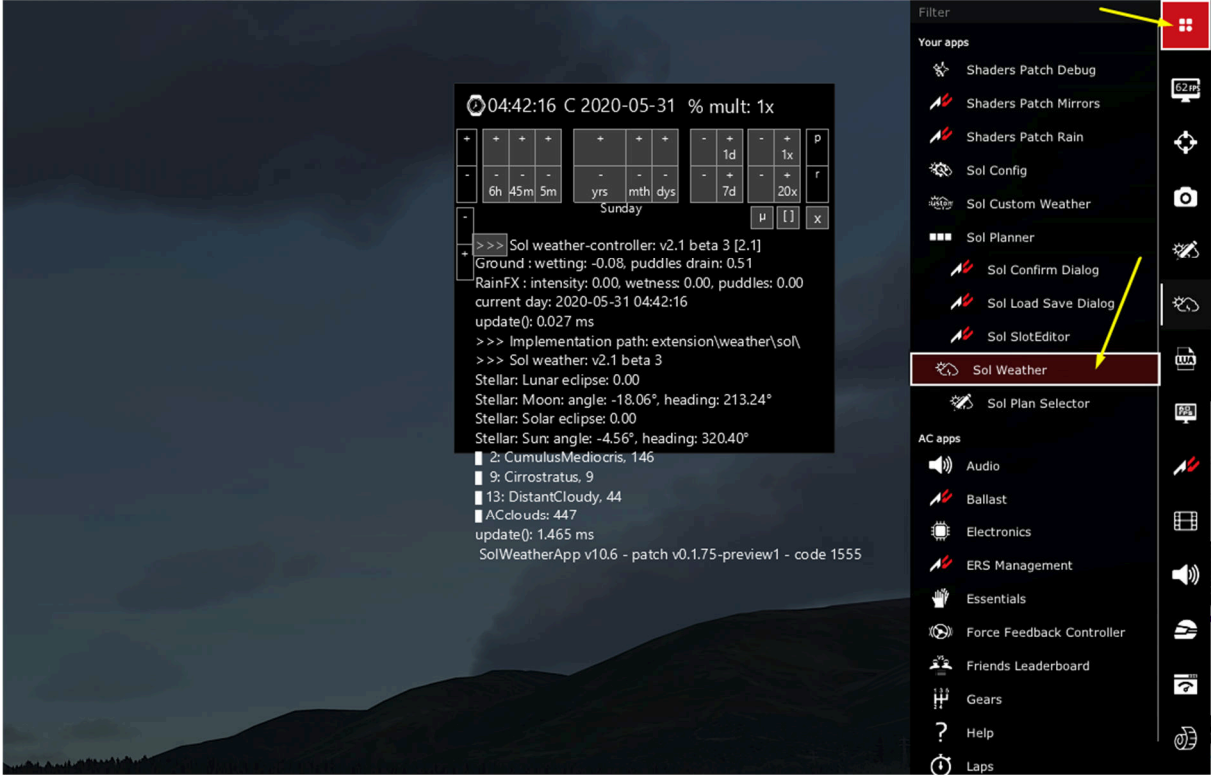 04:42:16 C 2020-05-31 % mult: 1x
+ + + + + + + - + - + p
1d 1x
- - - - - - - - + - + r
6h 45m 5m yrs mth dys 7d 20x
Sunday
- µ [] x
+
>>> Sol weather-controller: v2.1 beta 3 [2.1]
Ground : wetting: -0.08, puddles drain: 0.51
RainFX : intensity: 0.00, wetness: 0.00, puddles: 0.00
current day: 2020-05-31 04:42:16
update(): 0.027 ms
>>> Implementation path: extension\weather\sol\
>>> Sol weather: v2.1 beta 3
Stellar: Lunar eclipse: 0.00
Stellar: Moon: angle: -18.06°, heading: 213.24°
Stellar: Solar eclipse: 0.00
Stellar: Sun: angle: -4.56°, heading: 320.40°
2: CumulusMediocris, 146
9: Cirrostratus, 9
13: DistantCloudy, 44
ACclouds: 447
update(): 1.465 ms
SolWeatherApp v10.6 - patch v0.1.75-preview1 - code 1555
Filter
Your apps
Shaders Patch Debug
Shaders Patch Mirrors
Shaders Patch Rain
Sol Config
custom Sol Custom Weather
Sol Planner
Sol Confirm Dialog
Sol Load Save Dialog
Sol SlotEditor
Sol Weather
Sol Plan Selector
AC apps
Audio
Ballast
Electronics
ERS Management
Essentials
Force Feedback Controller
Friends Leaderboard
Gears
? Help
Laps
62FPS
LUA